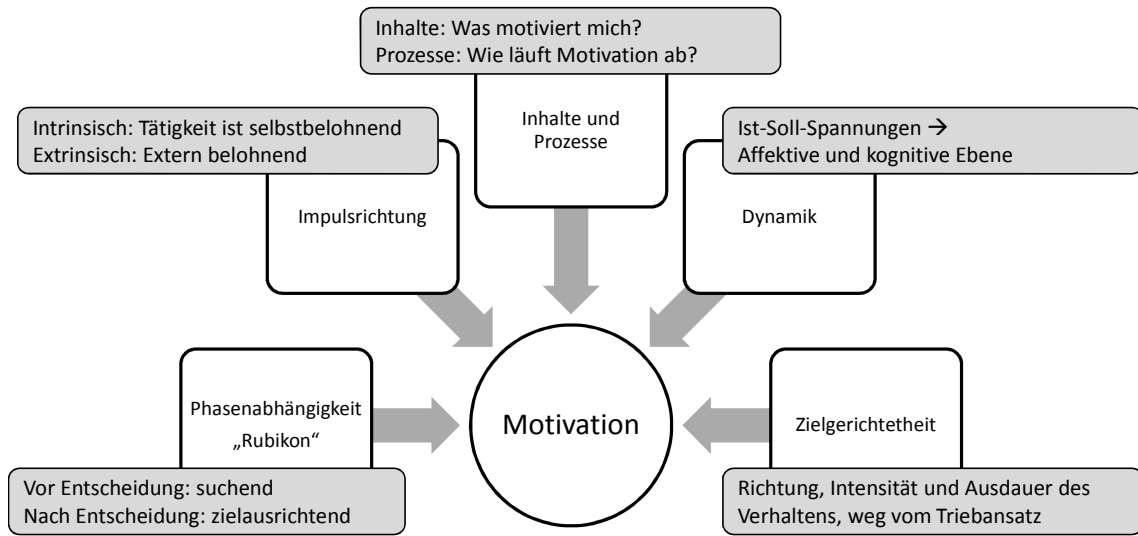 Inhalte: Was motiviert mich?
Prozesse: Wie läuft Motivation ab?
Inhalte und
Prozesse
Intrinsisch: Tätigkeit ist selbstbelohnend
Extrinsisch: Extern belohnend
Impulsrichtung
Ist-Soll-Spannungen →
Affektive und kognitive Ebene
Dynamik
Phasenabhängigkeit
„Rubikon“
Vor Entscheidung: suchend
Nach Entscheidung: zielausrichtend
Motivation
Zielgerichtetheit
Richtung, Intensität und Ausdauer des
Verhaltens, weg vom Triebansatz